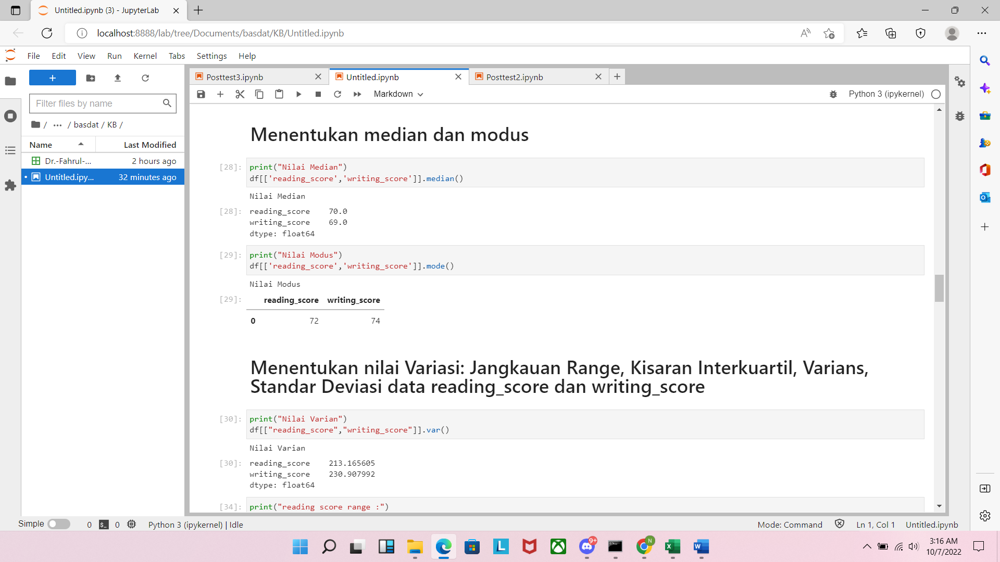 Untitled.ipynb (3) - JupyterLab
localhost:8888/lab/tree/Documents/basdat/KB/Untitled.ipynb
File Edit View Run Kernel Tabs Settings Help
Posttest3.ipynb
Untitled.ipynb
Posttest2.ipynb
Markdown
Python 3 (ipykernel)
Filter files by name
/ ... / basdat / KB /
Name
Last Modified
Dr.-Fahrul-...
2 hours ago
Untitled.ipy...
32 minutes ago
Menentukan median dan modus
[28]: print("Nilai Median")
df[['reading_score','writing_score']].median()
Nilai Median
[28]: reading_score 70.0
writing_score 69.0
dtype: float64
[29]: print("Nilai Modus")
df[['reading_score','writing_score']].mode()
Nilai Modus
[29]: reading_score writing_score
0 72 74
Menentukan nilai Variasi: Jangkauan Range, Kisaran Interkuartil, Varians,
Standar Deviasi data reading_score dan writing_score
[30]: print("Nilai Varian")
df[["reading_score","writing_score"]].var()
Nilai Varian
[30]: reading_score 213.165605
writing_score 230.907992
dtype: float64
[34]: print("reading score range :")
Simple 0 $_ 0 Python 3 (ipykernel) | Idle
Mode: Command Ln 1, Col 1 Untitled.ipynb
9+
N
3:16 AM
10/7/2022